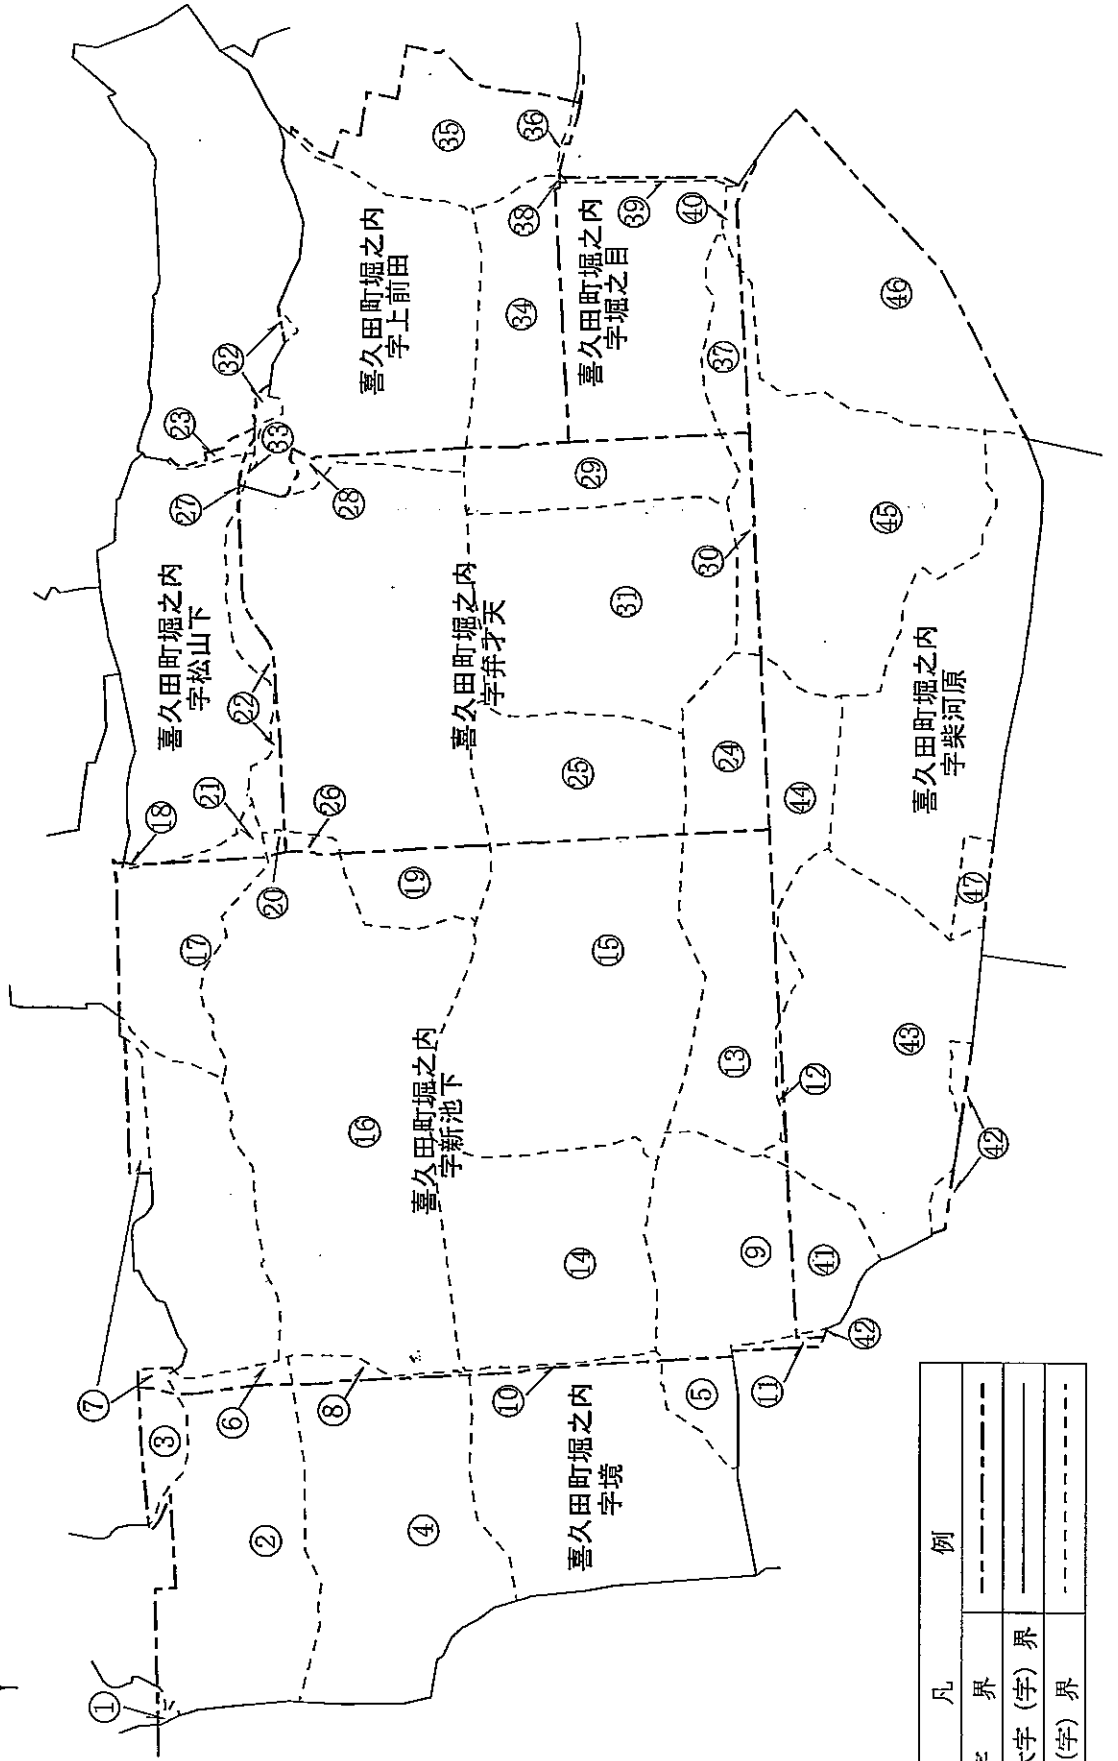 ①
②
③
④
⑤
⑥
⑦
⑧
⑨
⑩
⑪
⑫
⑬
⑭
⑮
⑯
⑰
⑱
⑲
⑳
㉑
㉒
㉓
㉔
㉕
㉖
㉗
㉘
㉙
㉚
㉛
㉜
㉝
㉞
㉟
㊱
㊲
㊳
㊴
㊵
㊶
㊷
㊷
㊸
㊹
㊺
㊻
㊼
喜久田町堀之内
字境
喜久田町堀之内
字新池下
喜久田町堀之内
字松山下
喜久田町堀之内
字弁才天
喜久田町堀之内
字上前田
喜久田町堀之内
字堀之目
喜久田町堀之内
字柴河原
凡例
界
字(字)界
(字)界